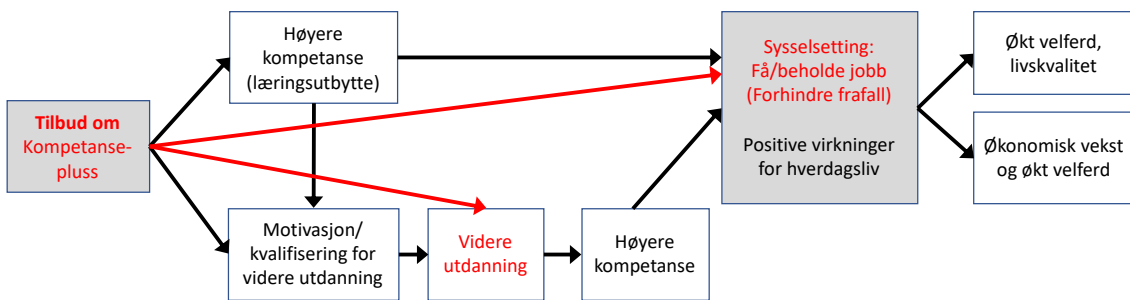 Tilbud om
Kompetanse-
pluss
Høyere
kompetanse
(læringsutbytte)
Motivasjon/
kvalifisering for
videre utdanning
Videre
utdanning
Høyere
kompetanse
Sysselsetting:
Få/beholde jobb
(Forhindre frafall)
Positive virkninger
for hverdagsliv
Økt velferd,
livskvalitet
Økonomisk vekst
og økt velferd